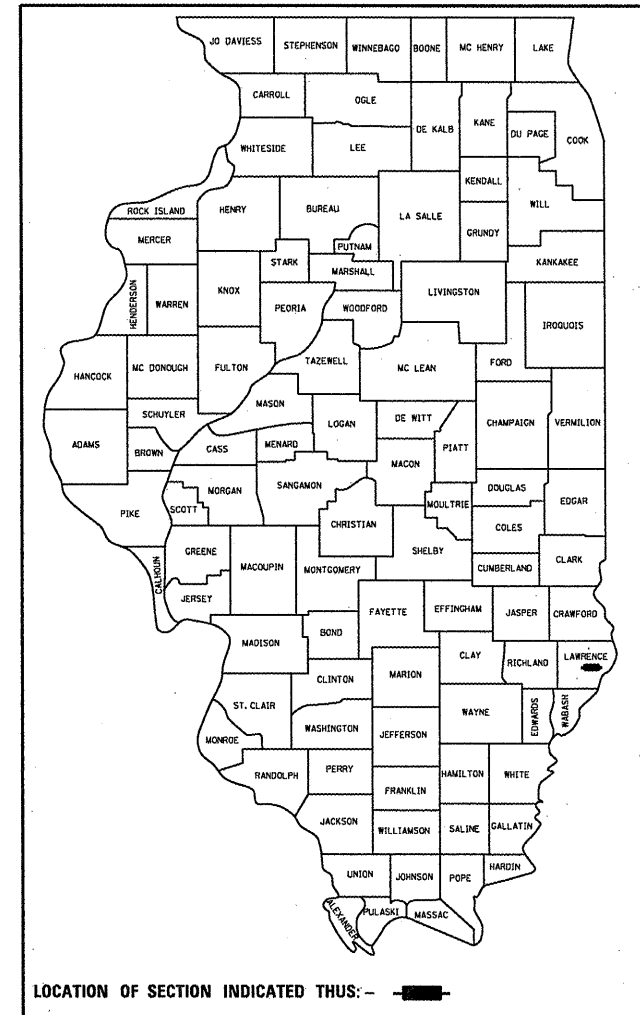 JO DAVIESS STEPHENSON WINNEBAGO BOONE MC HENRY LAKE
CARROLL OGLE DE KALB KANE DU PAGE COOK
WHITESIDE LEE KENDALL WILL
ROCK ISLAND HENRY BUREAU LA SALLE GRUNDY
MERCER PUTNAM KANKAKEE
HENDERSON WARREN KNOX STARK MARSHALL LIVINGSTON IROQUOIS
PEORIA WOODFORD
HANCOCK MC DONOUGH FULTON TAZEWELL MC LEAN FORD
SCHUYLER MASON LOGAN DE WITT CHAMPAIGN VERMILION
ADAMS BROWN CASS MENARD MACON PIATT
PIKE SCOTT MORGAN SANGAMON CHRISTIAN MOULTRIE DOUGLAS EDGAR
COLES
CALHOUN GREENE MACOUPIN MONTGOMERY SHELBY CUMBERLAND CLARK
JERSEY FAYETTE EFFINGHAM JASPER CRAWFORD
MADISON BOND CLAY RICHLAND LAWRENCE
CLINTON MARION
ST. CLAIR WASHINGTON JEFFERSON WAYNE EDWARDS WABASH
MONROE
RANDOLPH PERRY FRANKLIN HAMILTON WHITE
JACKSON WILLIAMSON SALINE GALLATIN
UNION JOHNSON POPE HARDIN
ALEXANDER PULASKI MASSAC
LOCATION OF SECTION INDICATED THUS: -